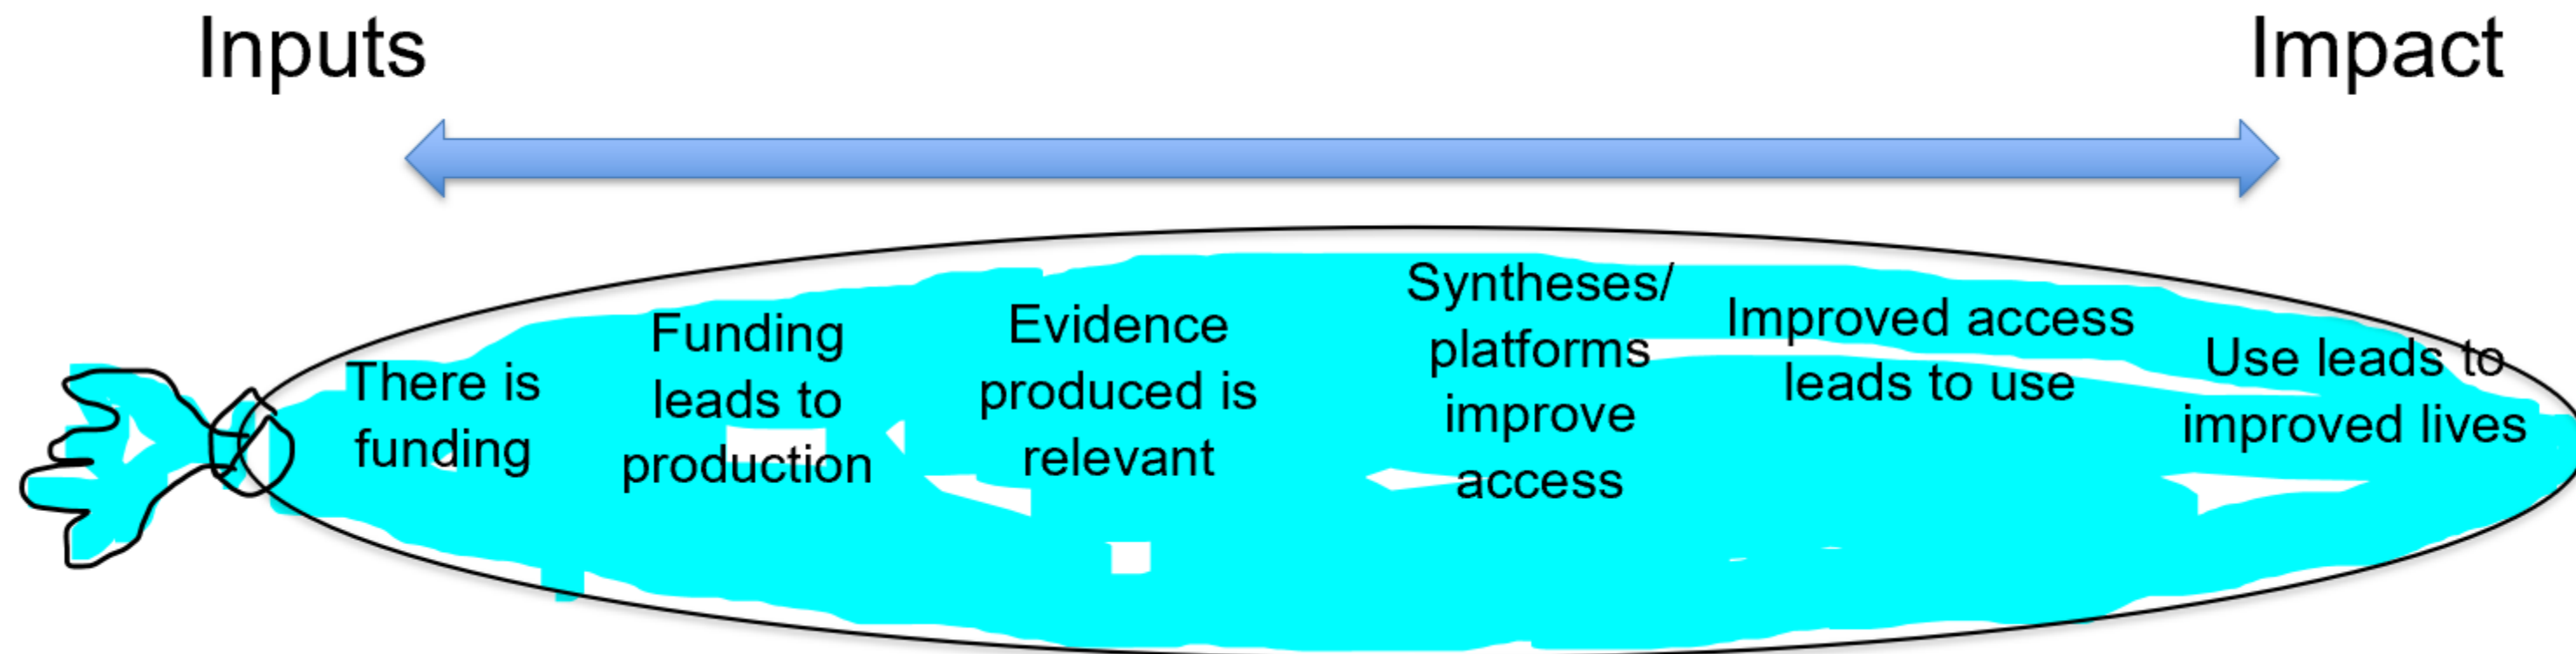 Inputs
Impact
There is
funding
Funding
leads to
production
Evidence
produced is
relevant
Syntheses/
platforms
improve
access
Improved access
leads to use
Use leads to
improved lives